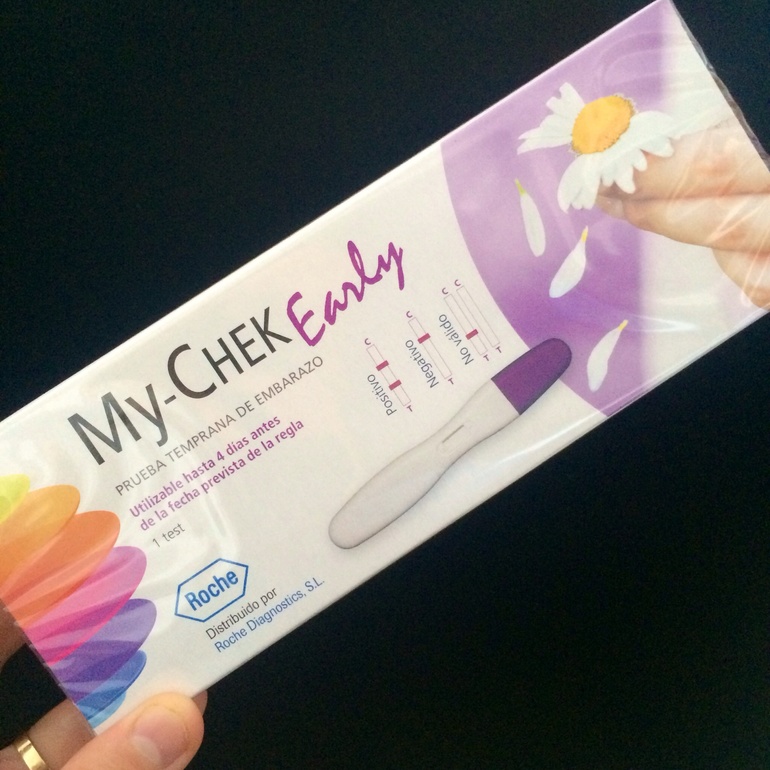 My-CHEK Early
PRUEBA TEMPRANA DE EMBARAZO
Utilizable hasta 4 días antes
de la fecha prevista de la regla
1 test
Roche
Distribuido por
Roche Diagnostics, S.L.
C
T
Positivo
C
T
Negativo
C C
T T
No válido